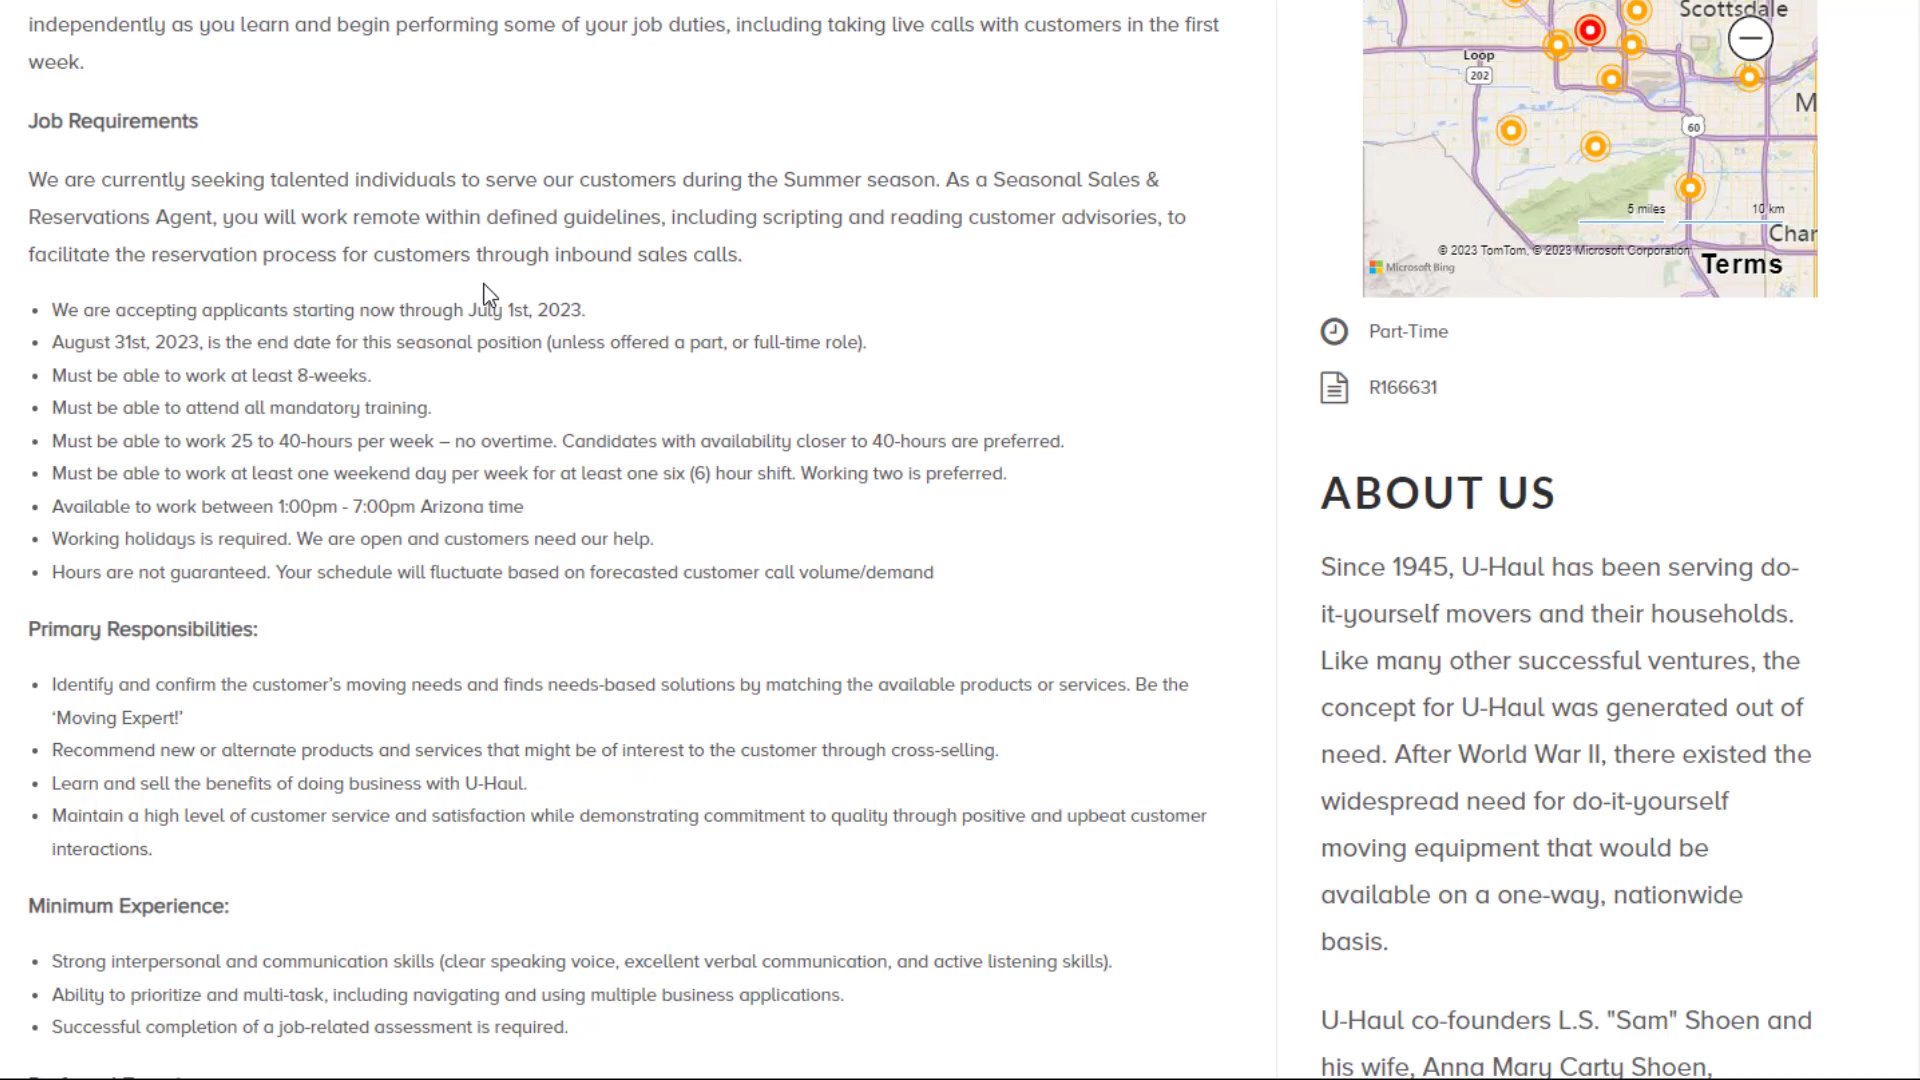 independently as you learn and begin performing some of your job duties, including taking live calls with customers in the first
week.
Job Requirements
We are currently seeking talented individuals to serve our customers during the Summer season. As a Seasonal Sales &
Reservations Agent, you will work remote within defined guidelines, including scripting and reading customer advisories, to
facilitate the reservation process for customers through inbound sales calls.
• We are accepting applicants starting now through July 1st, 2023.
• August 31st, 2023, is the end date for this seasonal position (unless offered a part, or full-time role).
• Must be able to work at least 8-weeks.
• Must be able to attend all mandatory training.
• Must be able to work 25 to 40-hours per week – no overtime. Candidates with availability closer to 40-hours are preferred.
• Must be able to work at least one weekend day per week for at least one six (6) hour shift. Working two is preferred.
• Available to work between 1:00pm - 7:00pm Arizona time
• Working holidays is required. We are open and customers need our help.
• Hours are not guaranteed. Your schedule will fluctuate based on forecasted customer call volume/demand
Primary Responsibilities:
• Identify and confirm the customer’s moving needs and finds needs-based solutions by matching the available products or services. Be the
‘Moving Expert!’
• Recommend new or alternate products and services that might be of interest to the customer through cross-selling.
• Learn and sell the benefits of doing business with U-Haul.
• Maintain a high level of customer service and satisfaction while demonstrating commitment to quality through positive and upbeat customer
interactions.
Minimum Experience:
• Strong interpersonal and communication skills (clear speaking voice, excellent verbal communication, and active listening skills).
• Ability to prioritize and multi-task, including navigating and using multiple business applications.
• Successful completion of a job-related assessment is required.
Scottsdale
Loop
202
M
60
5 miles 10 km
Char
© 2023 TomTom, © 2023 Microsoft Corporation
Terms
Microsoft Bing
Part-Time
R166631
ABOUT US
Since 1945, U-Haul has been serving do-
it-yourself movers and their households.
Like many other successful ventures, the
concept for U-Haul was generated out of
need. After World War II, there existed the
widespread need for do-it-yourself
moving equipment that would be
available on a one-way, nationwide
basis.
U-Haul co-founders L.S. "Sam" Shoen and
his wife, Anna Mary Carty Shoen,